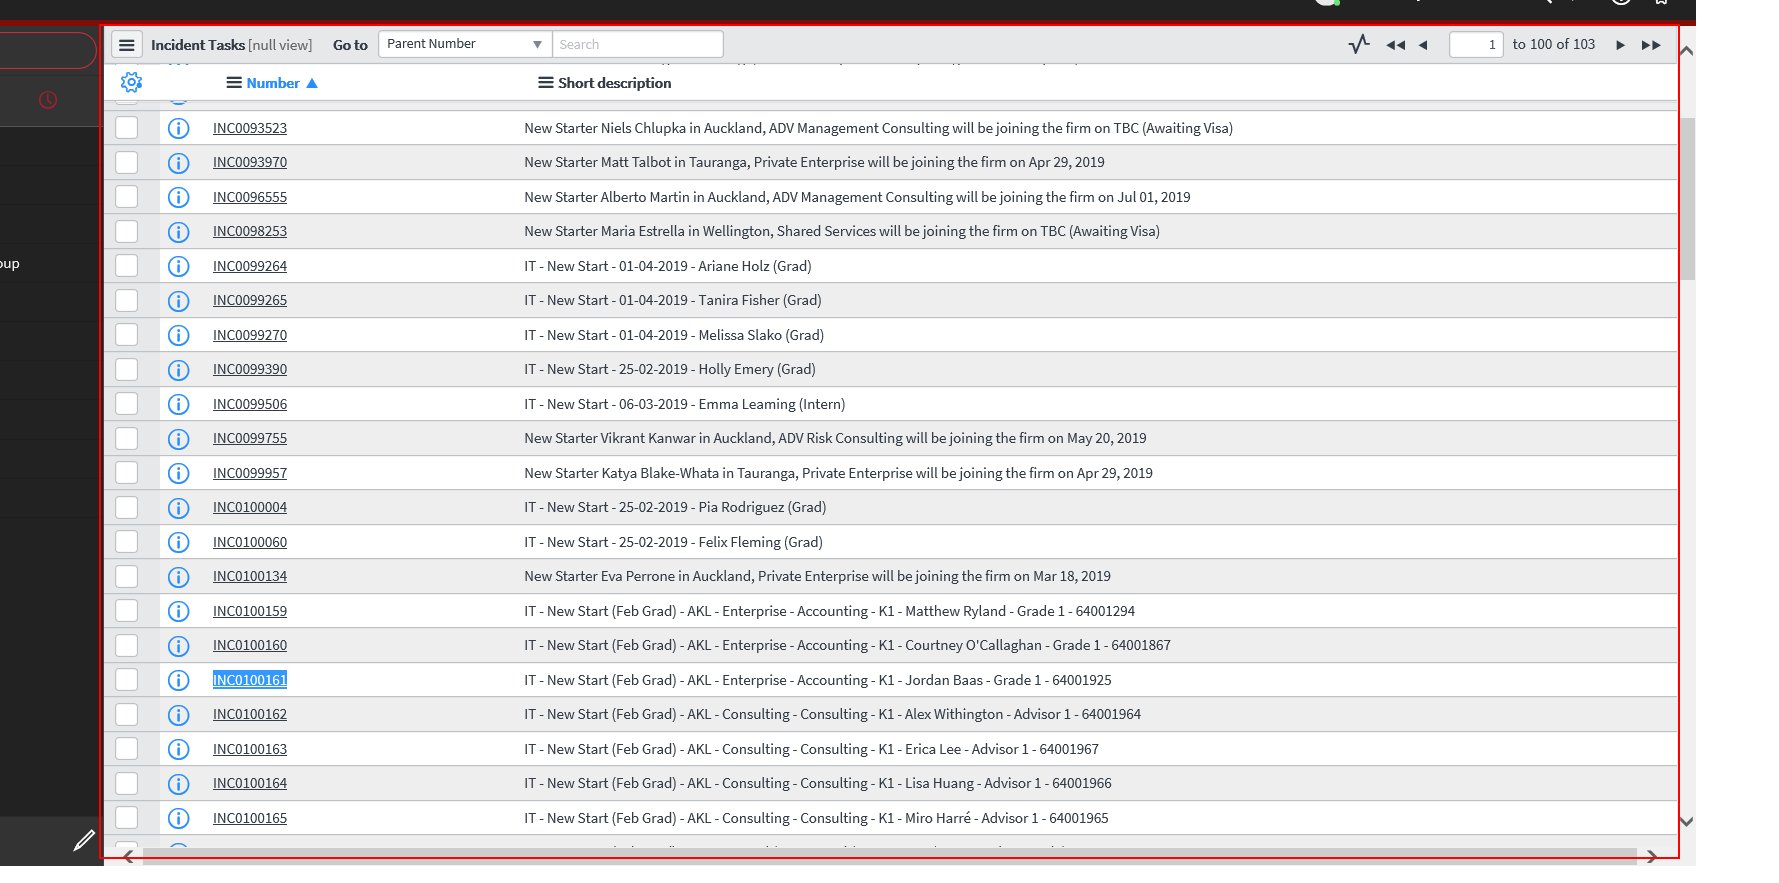 Incident Tasks [null view] Go to Parent Number Search 1 to 100 of 103
Number Short description
INC0093523 New Starter Niels Chlupka in Auckland, ADV Management Consulting will be joining the firm on TBC (Awaiting Visa)
INC0093970 New Starter Matt Talbot in Tauranga, Private Enterprise will be joining the firm on Apr 29, 2019
INC0096555 New Starter Alberto Martin in Auckland, ADV Management Consulting will be joining the firm on Jul 01, 2019
INC0098253 New Starter Maria Estrella in Wellington, Shared Services will be joining the firm on TBC (Awaiting Visa)
oup
INC0099264 IT - New Start - 01-04-2019 - Ariane Holz (Grad)
INC0099265 IT - New Start - 01-04-2019 - Tanira Fisher (Grad)
INC0099270 IT - New Start - 01-04-2019 - Melissa Slako (Grad)
INC0099390 IT - New Start - 25-02-2019 - Holly Emery (Grad)
INC0099506 IT - New Start - 06-03-2019 - Emma Leaming (Intern)
INC0099755 New Starter Vikrant Kanwar in Auckland, ADV Risk Consulting will be joining the firm on May 20, 2019
INC0099957 New Starter Katya Blake-Whata in Tauranga, Private Enterprise will be joining the firm on Apr 29, 2019
INC0100004 IT - New Start - 25-02-2019 - Pia Rodriguez (Grad)
INC0100060 IT - New Start - 25-02-2019 - Felix Fleming (Grad)
INC0100134 New Starter Eva Perrone in Auckland, Private Enterprise will be joining the firm on Mar 18, 2019
INC0100159 IT - New Start (Feb Grad) - AKL - Enterprise - Accounting - K1 - Matthew Ryland - Grade 1 - 64001294
INC0100160 IT - New Start (Feb Grad) - AKL - Enterprise - Accounting - K1 - Courtney O'Callaghan - Grade 1 - 64001867
INC0100161 IT - New Start (Feb Grad) - AKL - Enterprise - Accounting - K1 - Jordan Baas - Grade 1 - 64001925
INC0100162 IT - New Start (Feb Grad) - AKL - Consulting - Consulting - K1 - Alex Withington - Advisor 1 - 64001964
INC0100163 IT - New Start (Feb Grad) - AKL - Consulting - Consulting - K1 - Erica Lee - Advisor 1 - 64001967
INC0100164 IT - New Start (Feb Grad) - AKL - Consulting - Consulting - K1 - Lisa Huang - Advisor 1 - 64001966
INC0100165 IT - New Start (Feb Grad) - AKL - Consulting - Consulting - K1 - Miro Harré - Advisor 1 - 64001965